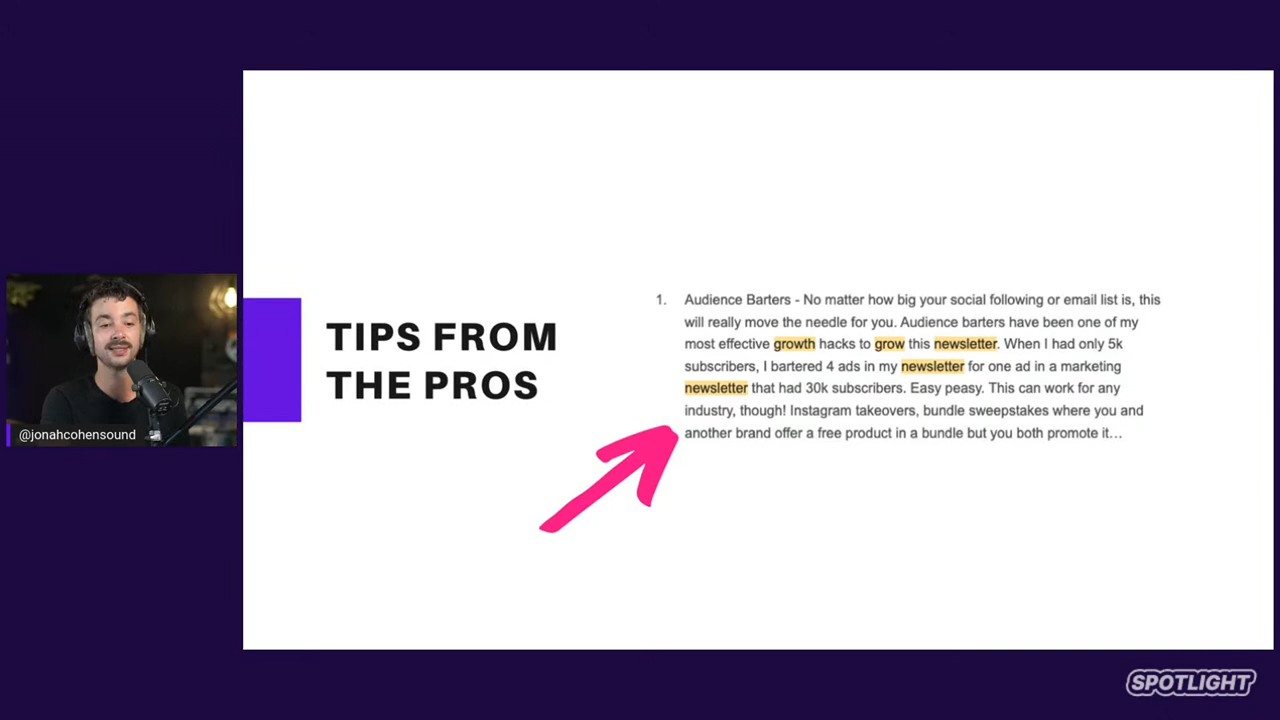 TIPS FROM
THE PROS
1. Audience Barters - No matter how big your social following or email list is, this
will really move the needle for you. Audience barters have been one of my
most effective growth hacks to grow this newsletter. When I had only 5k
subscribers, I bartered 4 ads in my newsletter for one ad in a marketing
newsletter that had 30k subscribers. Easy peasy. This can work for any
industry, though! Instagram takeovers, bundle sweepstakes where you and
another brand offer a free product in a bundle but you both promote it...
@jonahcohensound
SPOTLIGHT